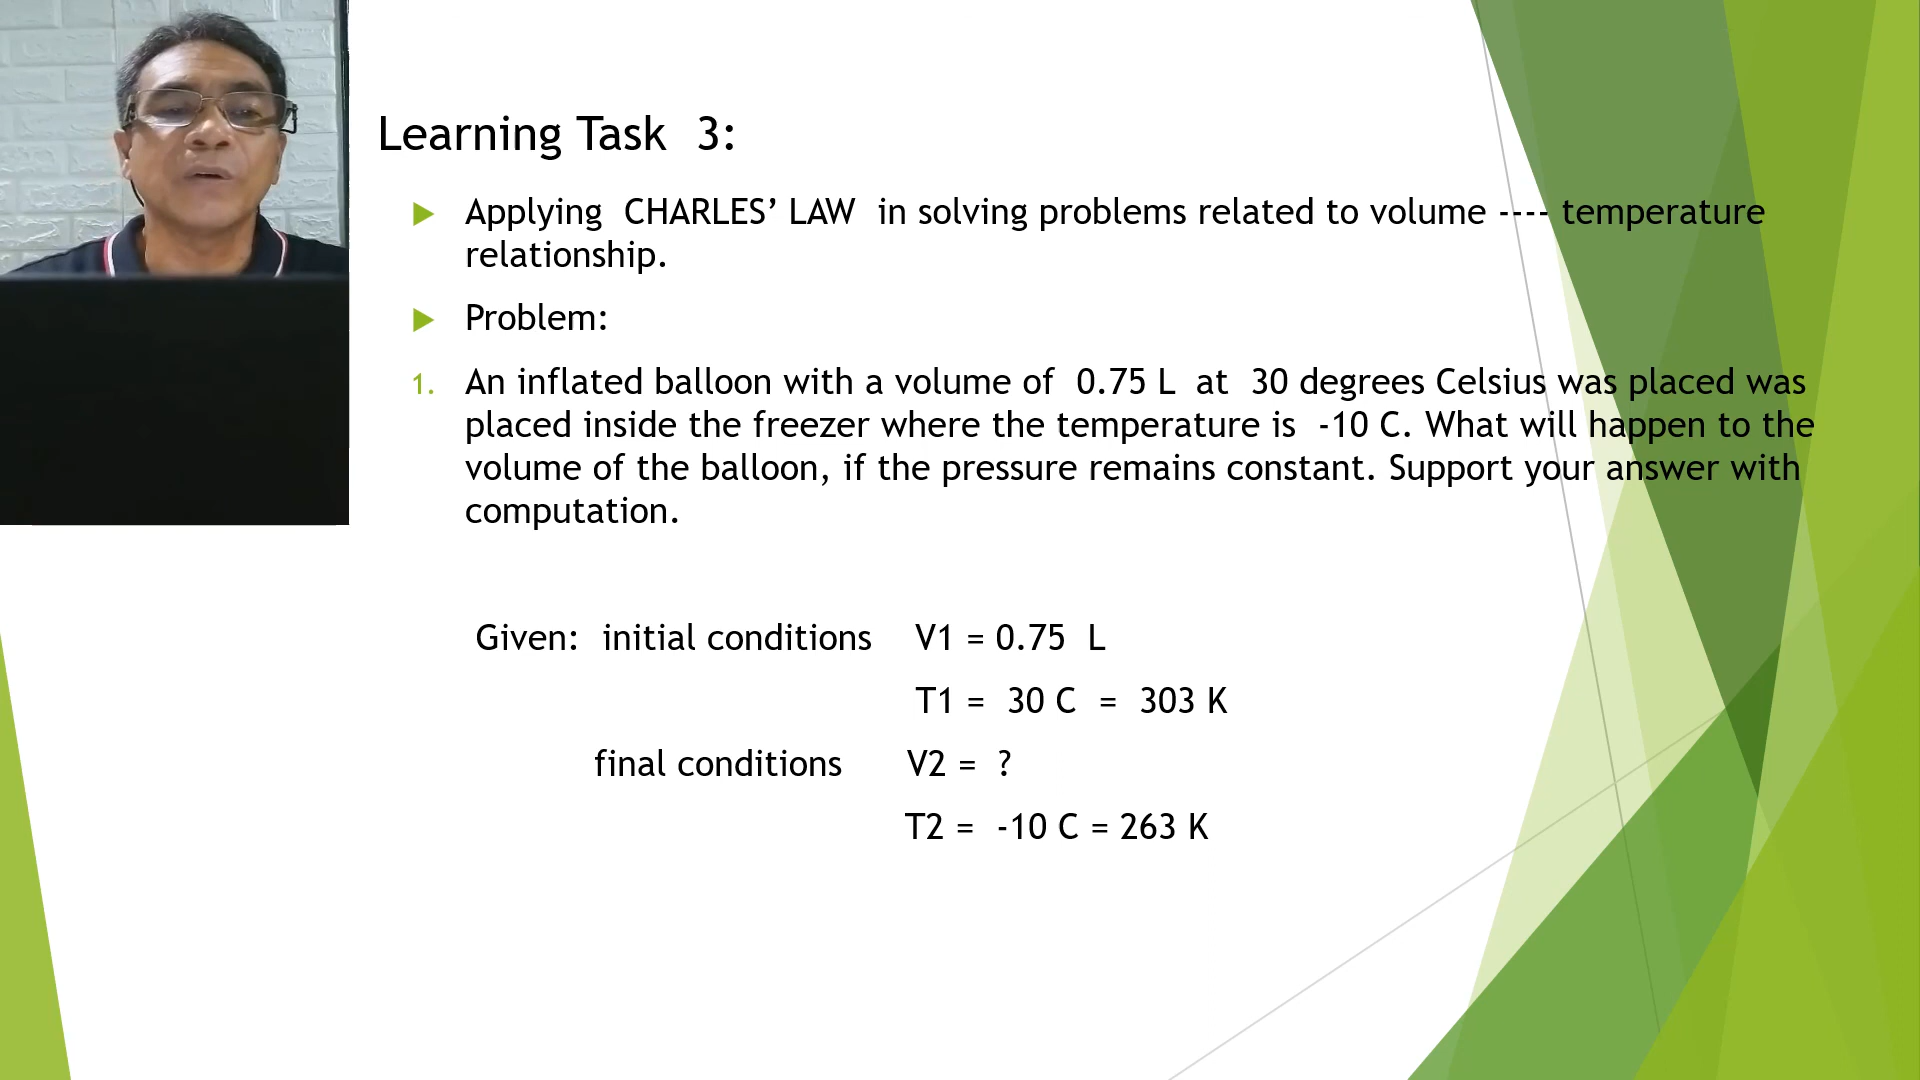 Learning Task 3:
Applying CHARLES’ LAW in solving problems related to volume ---- temperature
relationship.
Problem:
1. An inflated balloon with a volume of 0.75 L at 30 degrees Celsius was placed was
placed inside the freezer where the temperature is -10 C. What will happen to the
volume of the balloon, if the pressure remains constant. Support your answer with
computation.
Given: initial conditions V1 = 0.75 L
T1 = 30 C = 303 K
final conditions V2 = ?
T2 = -10 C = 263 K